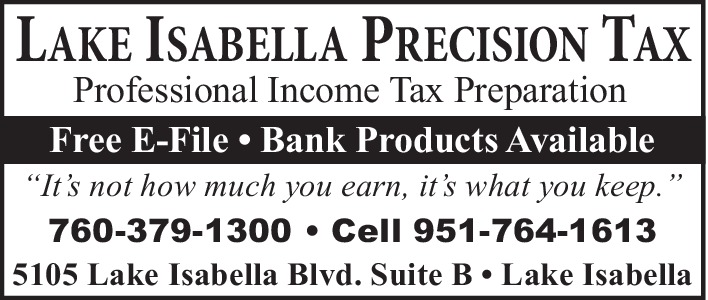 LAKE ISABELLA PRECISION TAX
Professional Income Tax Preparation
Free E-File • Bank Products Available
“It’s not how much you earn, it’s what you keep.”
760-379-1300 • Cell 951-764-1613
5105 Lake Isabella Blvd. Suite B • Lake Isabella